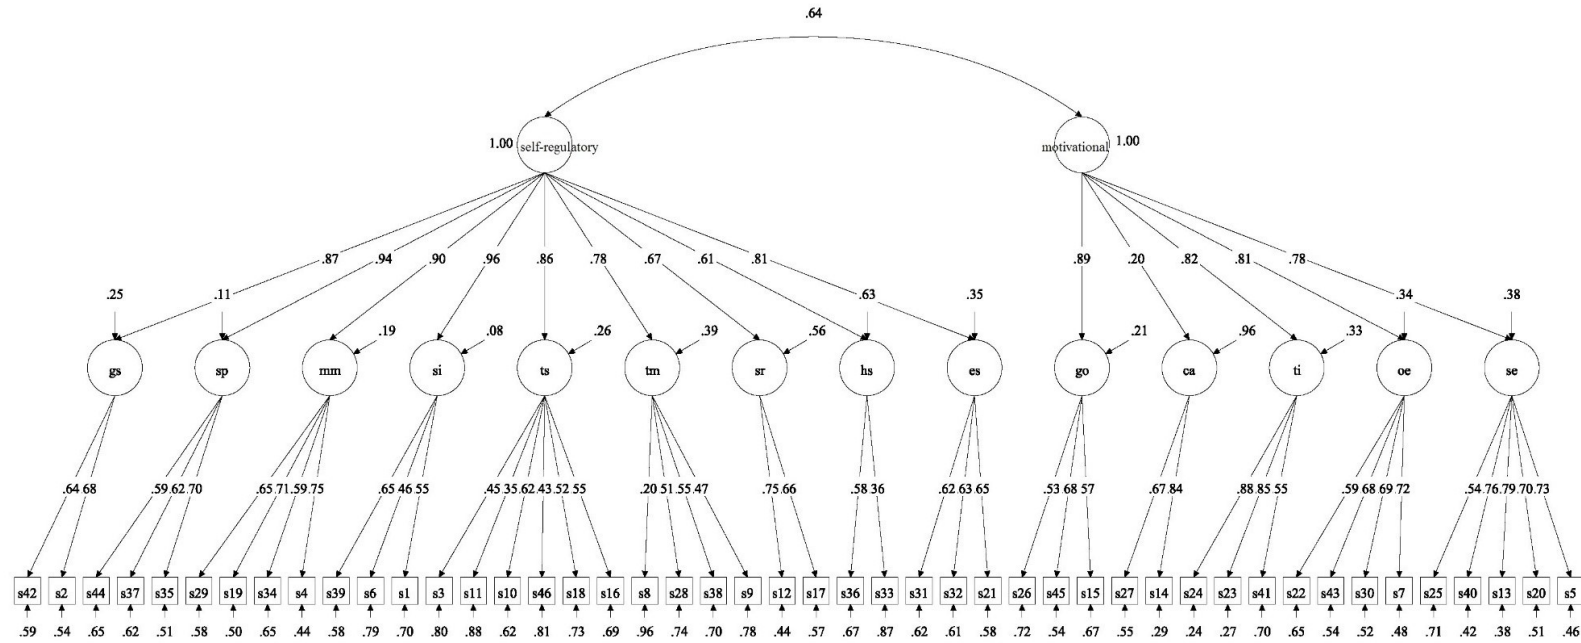 .64
1.00 self-regulatory motivational 1.00
.87 .94 .90 .96 .86 .78 .67 .61 .81 .89 .20 .82 .81 .78
.25 .11 .63 .35 .34 .38
.19 .08 .26 .39 .56 .21 .96 .33
gs sp mm si ts tm sr hs es go ca ti oe se
.64 68 .59 .62 .70 .65 .71 .59 .75 .65 46 55 .45 .35 .62 .43 .52 .55 .20 .51 .55 .47 .75 .66 .58 36 .62 63 65 .53 68 57 .67 .84 .88 85 55 .59 68 69 .72 .54 .76 .79 .70 .73
s42 s2 s44 s37 s35 s29 s19 s34 s4 s39 s6 s1 s3 s11 s10 s46 s18 s16 s8 s28 s38 s9 s12 s17 s36 s33 s31 s32 s21 s26 s45 s15 s27 s14 s24 s23 s41 s22 s43 s30 s7 s25 s40 s13 s20 s5
.59 .54 .65 .62 .51 .58 .50 .65 .44 .58 .79 .70 .80 .88 .62 .81 .73 .69 .96 .74 .70 .78 .44 .57 .67 .87 .62 .61 .58 .72 .54 .67 .55 .29 .24 .27 .70 .65 .54 .52 .48 .71 .42 .38 .51 .46